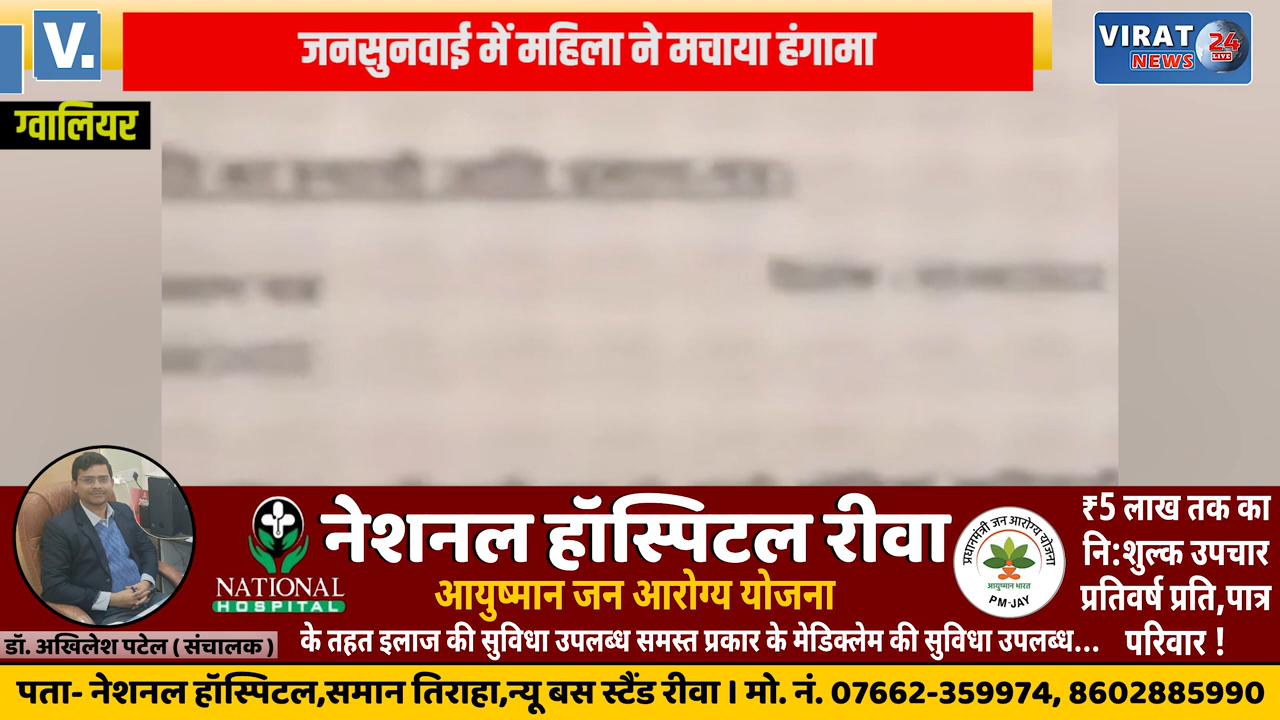 V.
जनसुनवाई में महिला ने मचाया हंगामा
VIRAT
NEWS
24
LIVE
ग्वालियर
नेशनल हॉस्पिटल रीवा
आयुष्मान जन आरोग्य योजना
के तहत इलाज की सुविधा उपलब्ध समस्त प्रकार के मेडिक्लेम की सुविधा उपलब्ध...
NATIONAL
HOSPITAL
प्रधानमंत्री जन आरोग्य योजना
आयुष्मान भारत
PM-JAY
₹5 लाख तक का
नि:शुल्क उपचार
प्रतिवर्ष प्रति,पात्र
परिवार !
डॉ. अखिलेश पटेल ( संचालक )
पता- नेशनल हॉस्पिटल,समान तिराहा,न्यू बस स्टैंड रीवा । मो. नं. 07662-359974, 8602885990